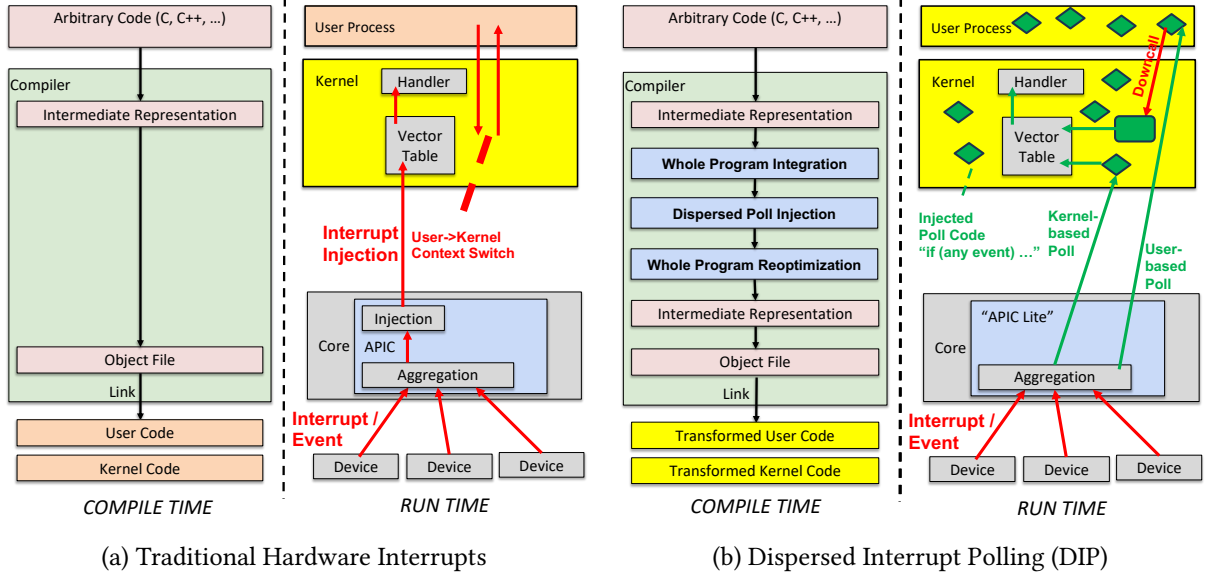 Arbitrary Code (C, C++, …)
Compiler
Intermediate Representation
Object File
Link
User Code
Kernel Code
COMPILE TIME
User Process
Kernel
Handler
Vector
Table
Interrupt
Injection
User->Kernel
Context Switch
Injection
Core
APIC
Aggregation
Interrupt /
Event
Device
Device
Device
RUN TIME
(a) Traditional Hardware Interrupts
Arbitrary Code (C, C++, …)
Compiler
Intermediate Representation
Whole Program Integration
Dispersed Poll Injection
Whole Program Reoptimization
Intermediate Representation
Object File
Link
Transformed User Code
Transformed Kernel Code
COMPILE TIME
User Process
Downcall
Kernel
Handler
Vector
Table
Injected
Poll Code
“if (any event) …”
Kernel-
based
Poll
User-
based
Poll
“APIC Lite”
Core
Aggregation
Interrupt /
Event
Device
Device
Device
RUN TIME
(b) Dispersed Interrupt Polling (DIP)